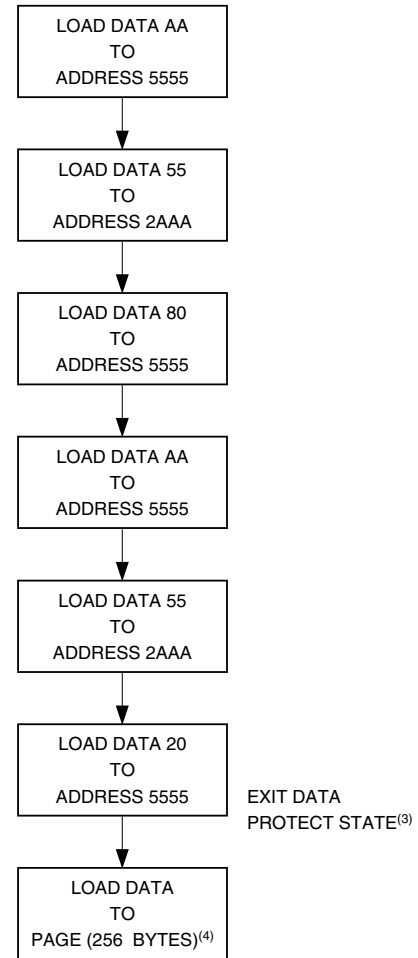 LOAD DATA AA
TO
ADDRESS 5555
LOAD DATA 55
TO
ADDRESS 2AAA
LOAD DATA 80
TO
ADDRESS 5555
LOAD DATA AA
TO
ADDRESS 5555
LOAD DATA 55
TO
ADDRESS 2AAA
LOAD DATA 20
TO
ADDRESS 5555
EXIT DATA
PROTECT STATE(3)
LOAD DATA
TO
PAGE (256 BYTES)(4)